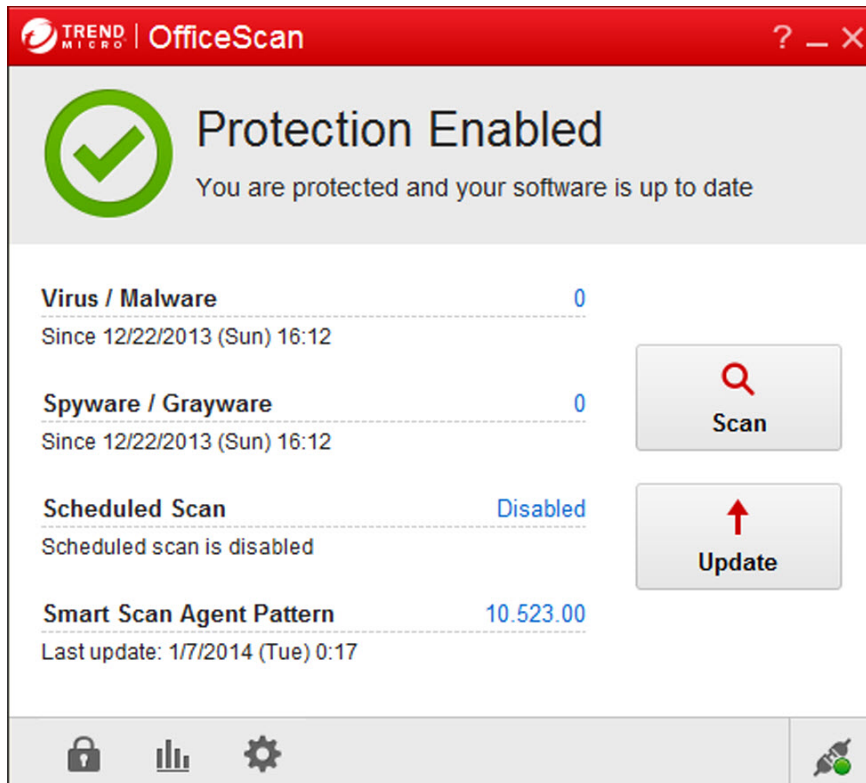 TREND MICRO | OfficeScan ? _ X
Protection Enabled
You are protected and your software is up to date
Virus / Malware 0
Since 12/22/2013 (Sun) 16:12
Spyware / Grayware 0
Since 12/22/2013 (Sun) 16:12
Scan
Scheduled Scan Disabled
Scheduled scan is disabled
Update
Smart Scan Agent Pattern 10.523.00
Last update: 1/7/2014 (Tue) 0:17